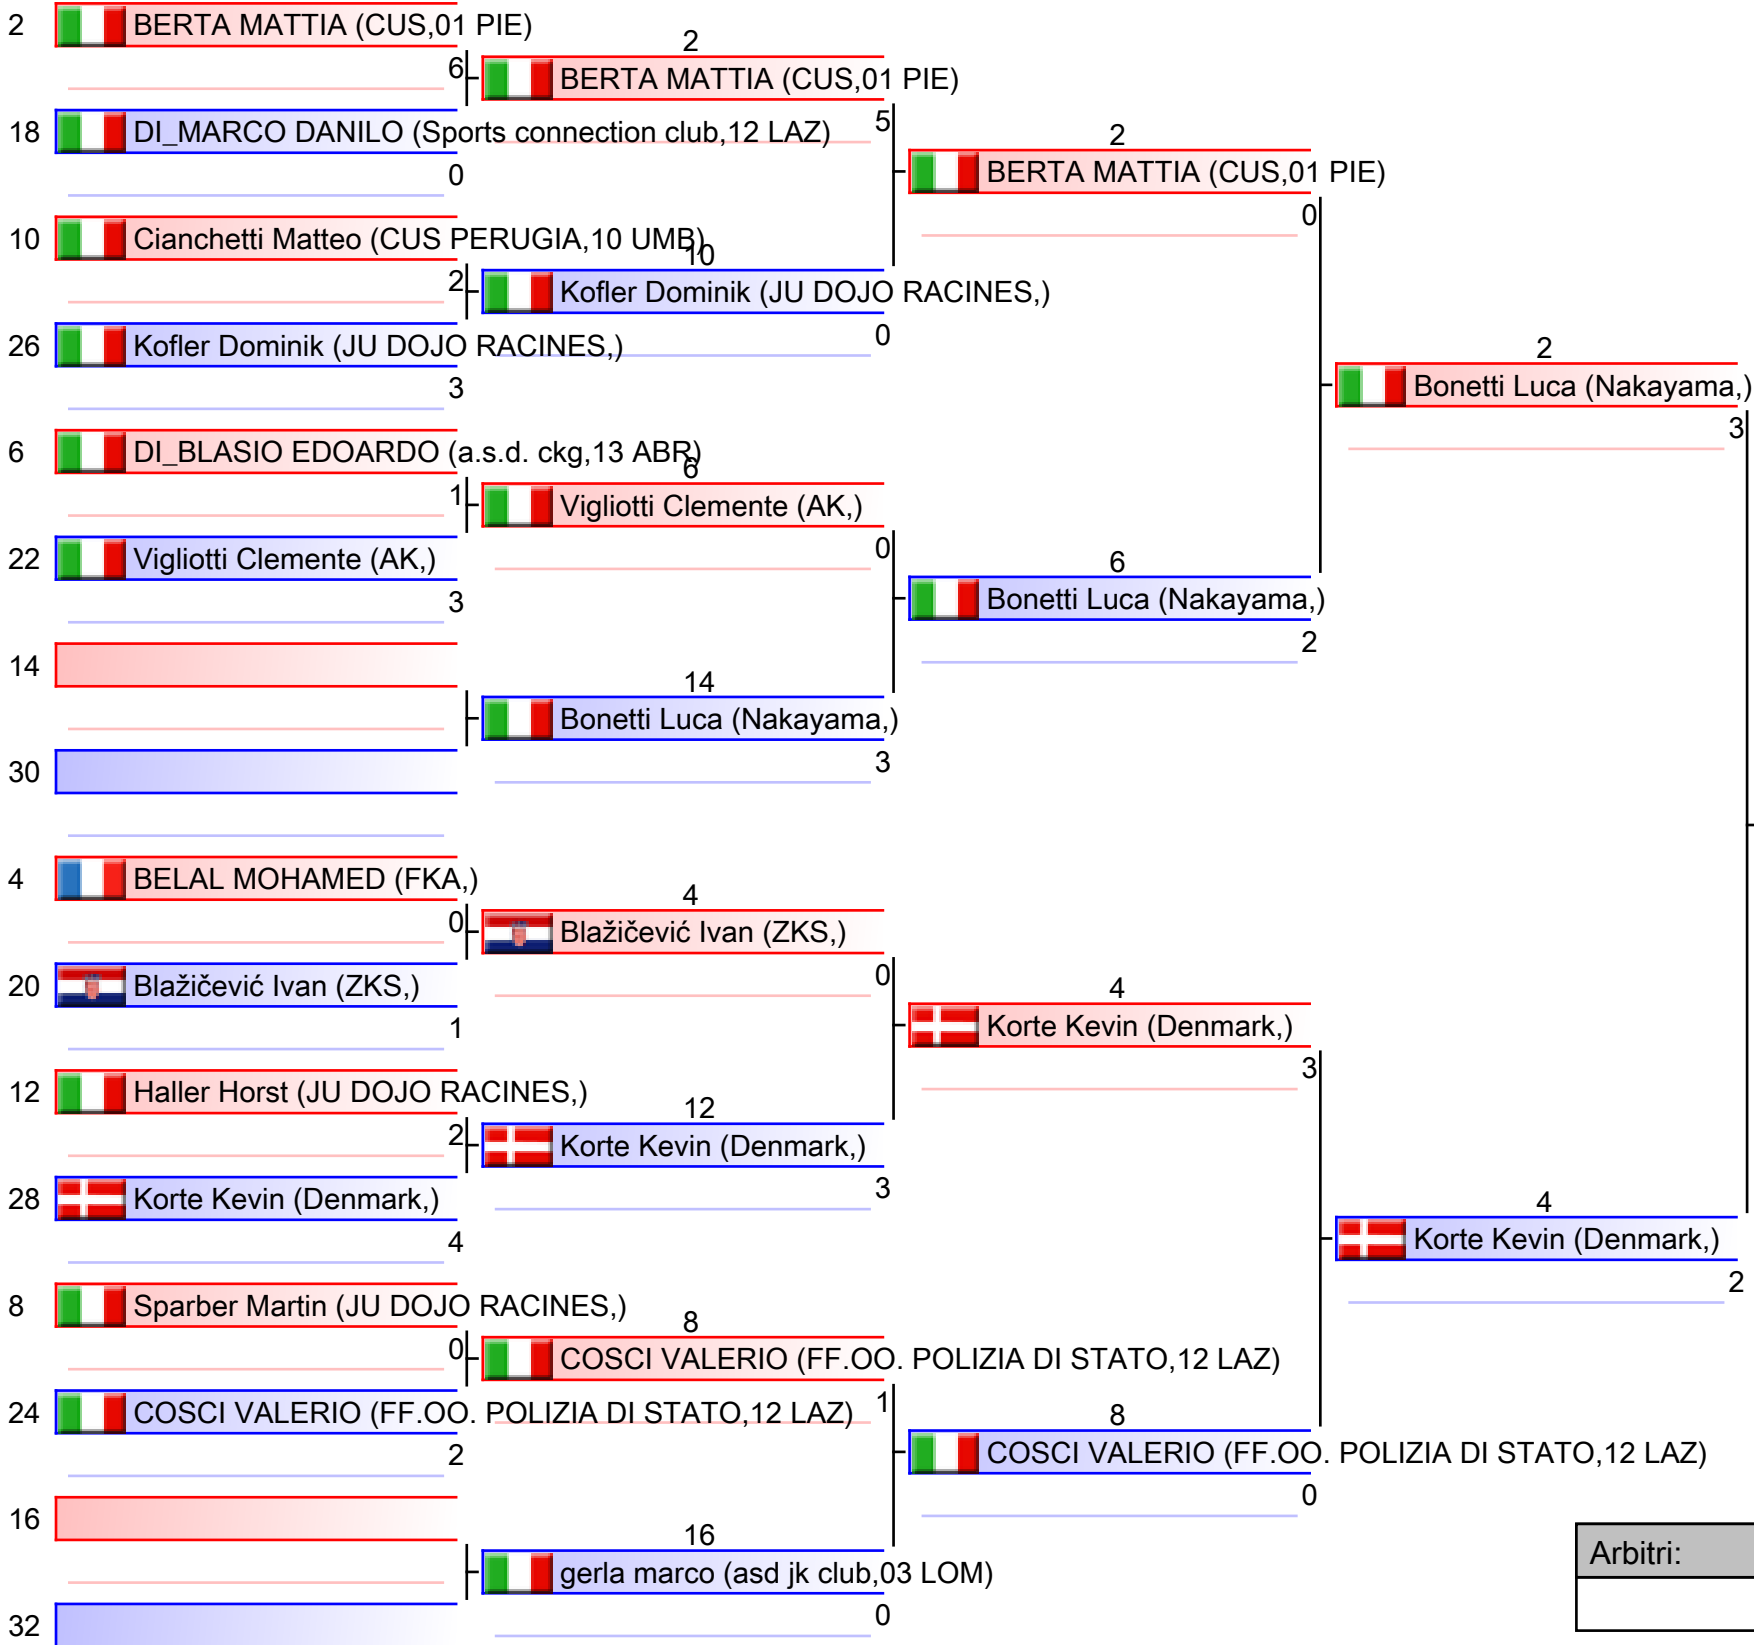 2 BERTA MATTIA (CUS,01 PIE)
6
18 DI_MARCO DANILO (Sports connection club,12 LAZ)
0
10 Cianchetti Matteo (CUS PERUGIA,10 UMB)
2
26 Kofler Dominik (JU DOJO RACINES,)
3
6 DI_BLASIO EDOARDO (a.s.d. ckg,13 ABR)
1
22 Vigliotti Clemente (AK,)
3
14
30
4 BELAL MOHAMED (FKA,)
0
20 Blažičević Ivan (ZKS,)
1
12 Haller Horst (JU DOJO RACINES,)
2
28 Korte Kevin (Denmark,)
4
8 Sparber Martin (JU DOJO RACINES,)
0
24 COSCI VALERIO (FF.OO. POLIZIA DI STATO,12 LAZ)
2
16
32
2
BERTA MATTIA (CUS,01 PIE)
5
10
Kofler Dominik (JU DOJO RACINES,)
0
6
Vigliotti Clemente (AK,)
0
14
Bonetti Luca (Nakayama,)
3
4
Blažičević Ivan (ZKS,)
0
12
Korte Kevin (Denmark,)
3
8
COSCI VALERIO (FF.OO. POLIZIA DI STATO,12 LAZ)
1
16
gerla marco (asd jk club,03 LOM)
0
2
BERTA MATTIA (CUS,01 PIE)
0
6
Bonetti Luca (Nakayama,)
2
4
Korte Kevin (Denmark,)
3
8
COSCI VALERIO (FF.OO. POLIZIA DI STATO,12 LAZ)
0
2
Bonetti Luca (Nakayama,)
3
4
Korte Kevin (Denmark,)
2
Arbitri: